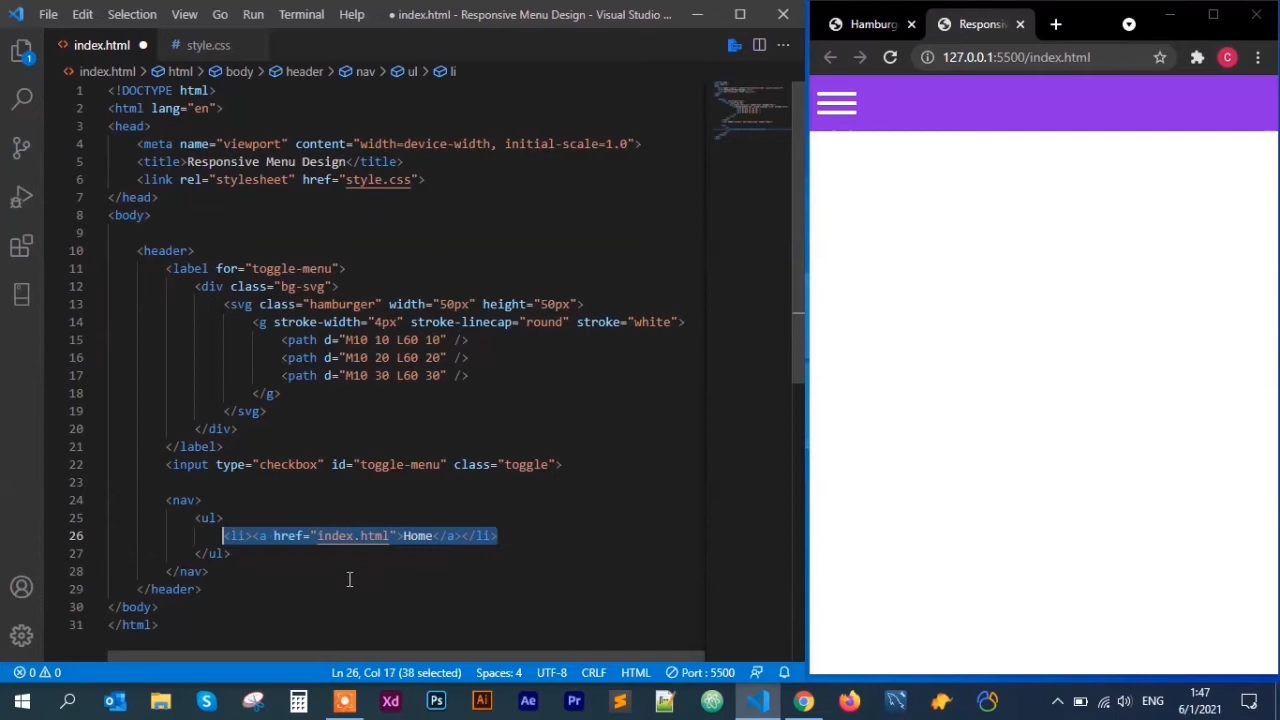 File Edit Selection View Go Run Terminal Help
● index.html - Responsive Menu Design - Visual Studio ...
index.html ●
style.css
index.html > html > body > header > nav > ul > li
1 <!DOCTYPE html>
2 <html lang="en">
3 <head>
4 <meta name="viewport" content="width=device-width, initial-scale=1.0">
5 <title>Responsive Menu Design</title>
6 <link rel="stylesheet" href="style.css">
7 </head>
8 <body>
9
10 <header>
11 <label for="toggle-menu">
12 <div class="bg-svg">
13 <svg class="hamburger" width="50px" height="50px">
14 <g stroke-width="4px" stroke-linecap="round" stroke="white">
15 <path d="M10 10 L60 10" />
16 <path d="M10 20 L60 20" />
17 <path d="M10 30 L60 30" />
18 </g>
19 </svg>
20 </div>
21 </label>
22 <input type="checkbox" id="toggle-menu" class="toggle">
23
24 <nav>
25 <ul>
26 <li><a href="index.html">Home</a></li>
27 </ul>
28 </nav>
29 </header>
30 </body>
31 </html>
1
0 0
Ln 26, Col 17 (38 selected)
Spaces: 4
UTF-8
CRLF
HTML
Port : 5500
Hamburg
Responsiv
127.0.0.1:5500/index.html
C
Xd
Ps
Ai
Ae
Pr
ENG
1:47
6/1/2021